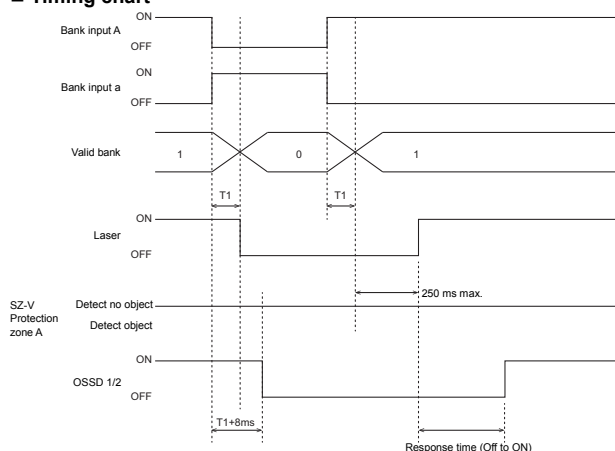 ■ Timing chart
Bank input A
ON
OFF
Bank input a
ON
OFF
Valid bank
1
0
1
T1
T1
Laser
ON
OFF
250 ms max.
SZ-V
Protection
zone A
Detect no object
Detect object
OSSD 1/2
ON
OFF
T1+8ms
Response time (Off to ON)